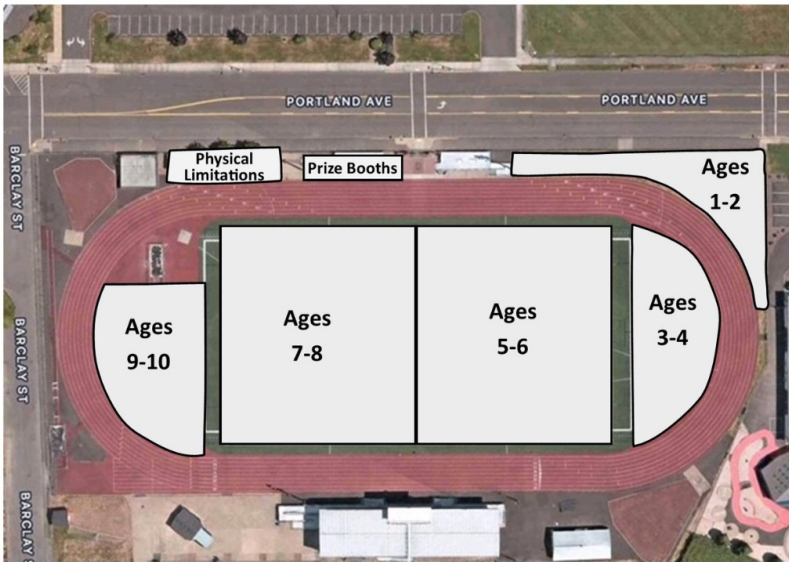 PORTLAND AVE
PORTLAND AVE
BARCLAY ST
Physical
Limitations
Prize Booths
Ages
1-2
Ages
9-10
Ages
7-8
Ages
5-6
Ages
3-4
BARCLAY ST
BARCLAY S